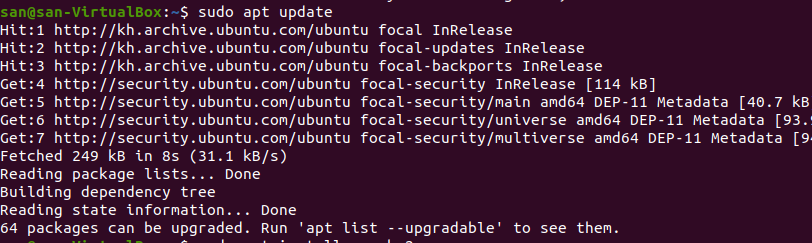 san@san-VirtualBox:~$ sudo apt update
Hit:1 http://kh.archive.ubuntu.com/ubuntu focal InRelease
Hit:2 http://kh.archive.ubuntu.com/ubuntu focal-updates InRelease
Hit:3 http://kh.archive.ubuntu.com/ubuntu focal-backports InRelease
Get:4 http://security.ubuntu.com/ubuntu focal-security InRelease [114 kB]
Get:5 http://security.ubuntu.com/ubuntu focal-security/main amd64 DEP-11 Metadata [40.7 kB
Get:6 http://security.ubuntu.com/ubuntu focal-security/universe amd64 DEP-11 Metadata [93.9
Get:7 http://security.ubuntu.com/ubuntu focal-security/multiverse amd64 DEP-11 Metadata
Fetched 249 kB in 8s (31.1 kB/s)
Reading package lists... Done
Building dependency tree
Reading state information... Done
64 packages can be upgraded. Run 'apt list --upgradable' to see them.